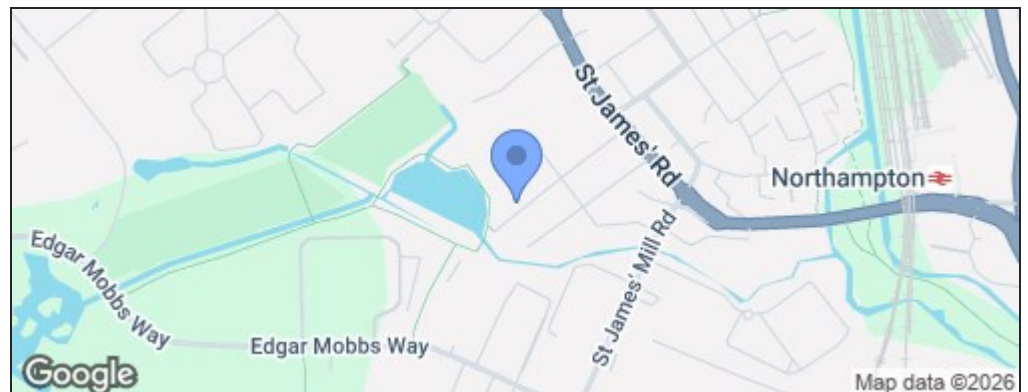 St James' Rd
Northampton
Edgar Mobbs Way
St James' Mill Rd
Edgar Mobbs Way
Google
Map data ©2026